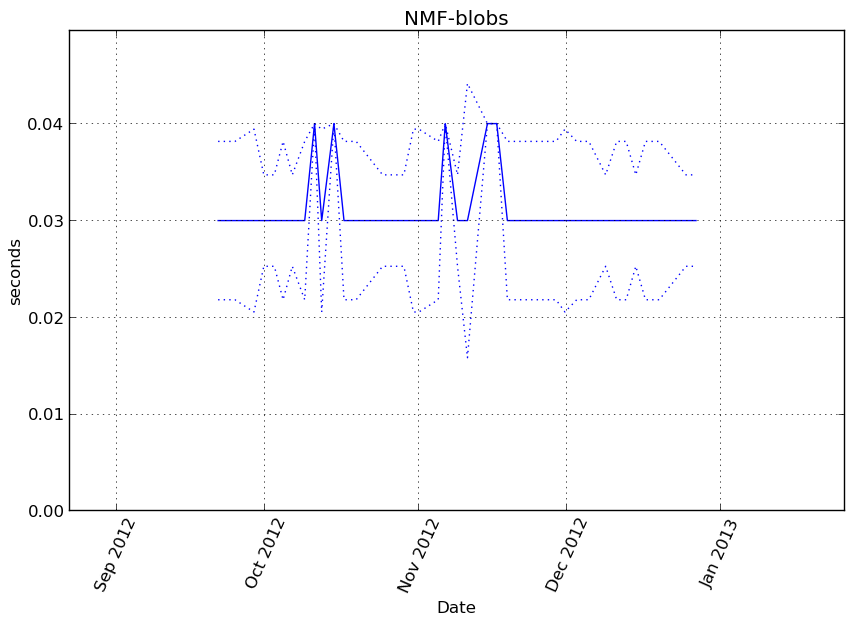 NMF-blobs
0.04
0.03
0.02
0.01
0.00
seconds
Sep 2012
Oct 2012
Nov 2012
Dec 2012
Jan 2013
Date